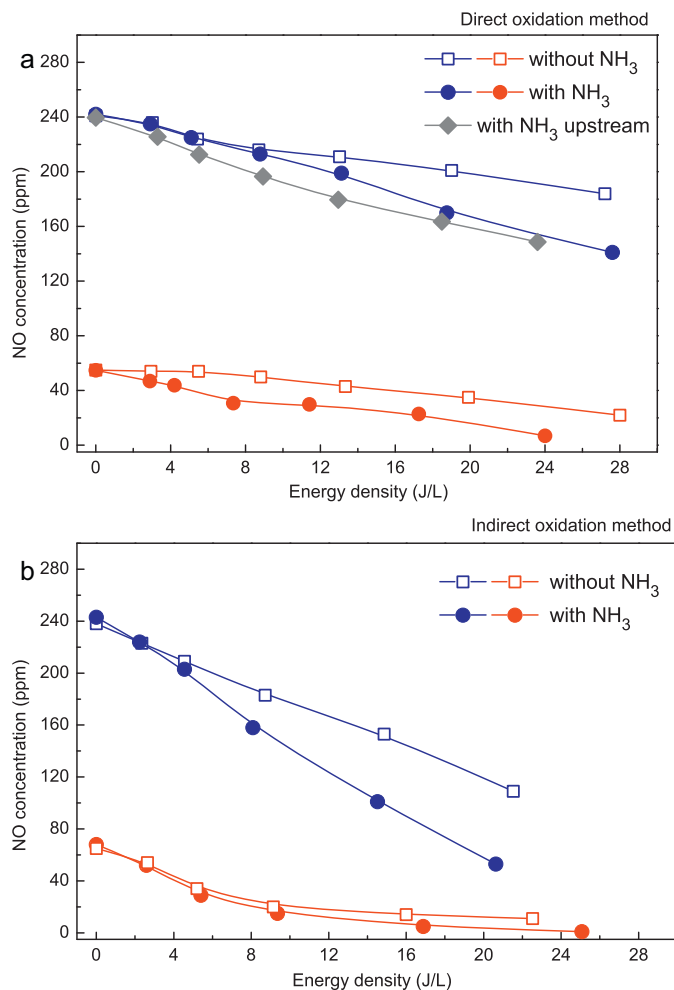 Direct oxidation method
a
without NH3
with NH3
with NH3 upstream
280
240
200
160
120
80
40
0
NO concentration (ppm)
0 4 8 12 16 20 24 28
Energy density (J/L)
Indirect oxidation method
b
without NH3
with NH3
280
240
200
160
120
80
40
0
NO concentration (ppm)
0 4 8 12 16 20 24 28
Energy density (J/L)